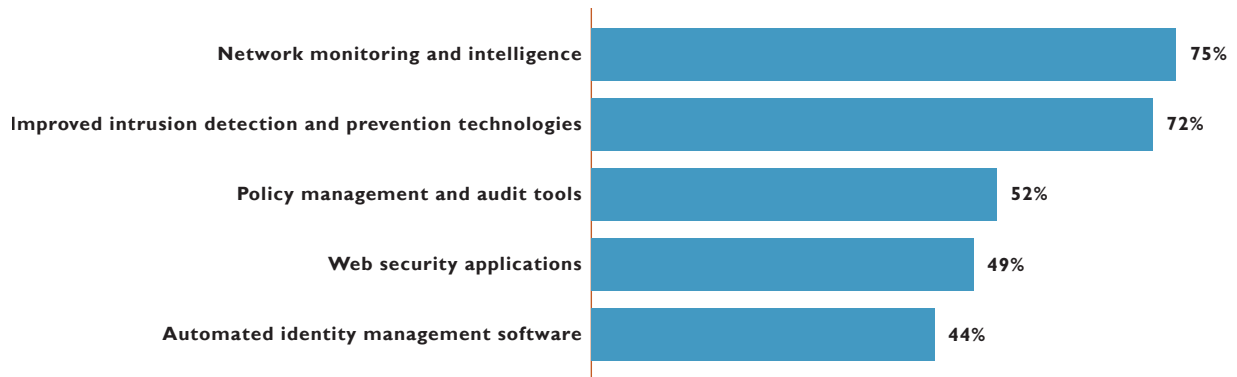 Network monitoring and intelligence 75%
Improved intrusion detection and prevention technologies 72%
Policy management and audit tools 52%
Web security applications 49%
Automated identity management software 44%